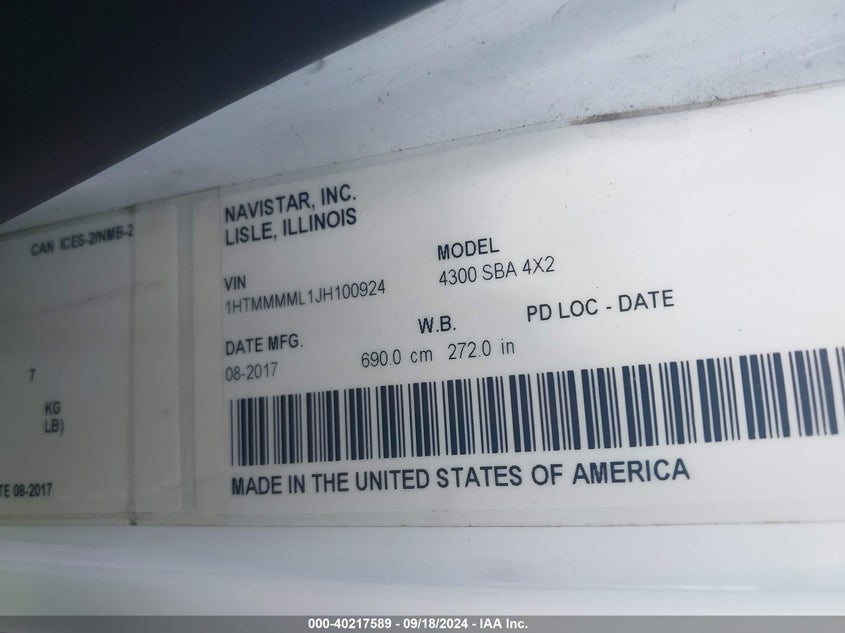 CAN ICES-2/NMB-2
7
KG
LB)
TE 08-2017
NAVISTAR, INC.
LISLE, ILLINOIS
VIN
1HTMMMML1JH100924
MODEL
4300 SBA 4X2
DATE MFG.
08-2017
W.B.
690.0 cm 272.0 in
PD LOC - DATE
MADE IN THE UNITED STATES OF AMERICA
000-40217589 - 09/18/2024 - IAA Inc.